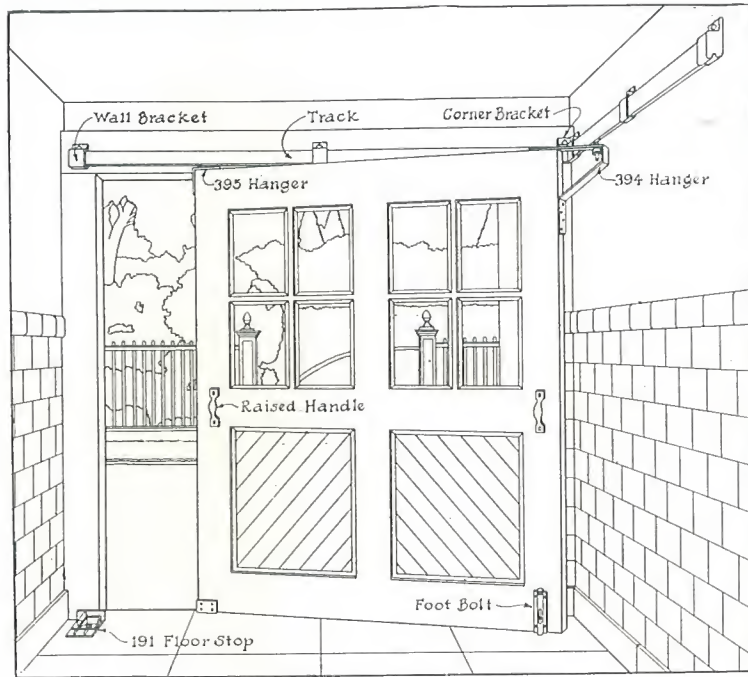 Wall Bracket
Track
Corner Bracket
395 Hanger
394 Hanger
Raised Handle
Foot Bolt
191 Floor Stop